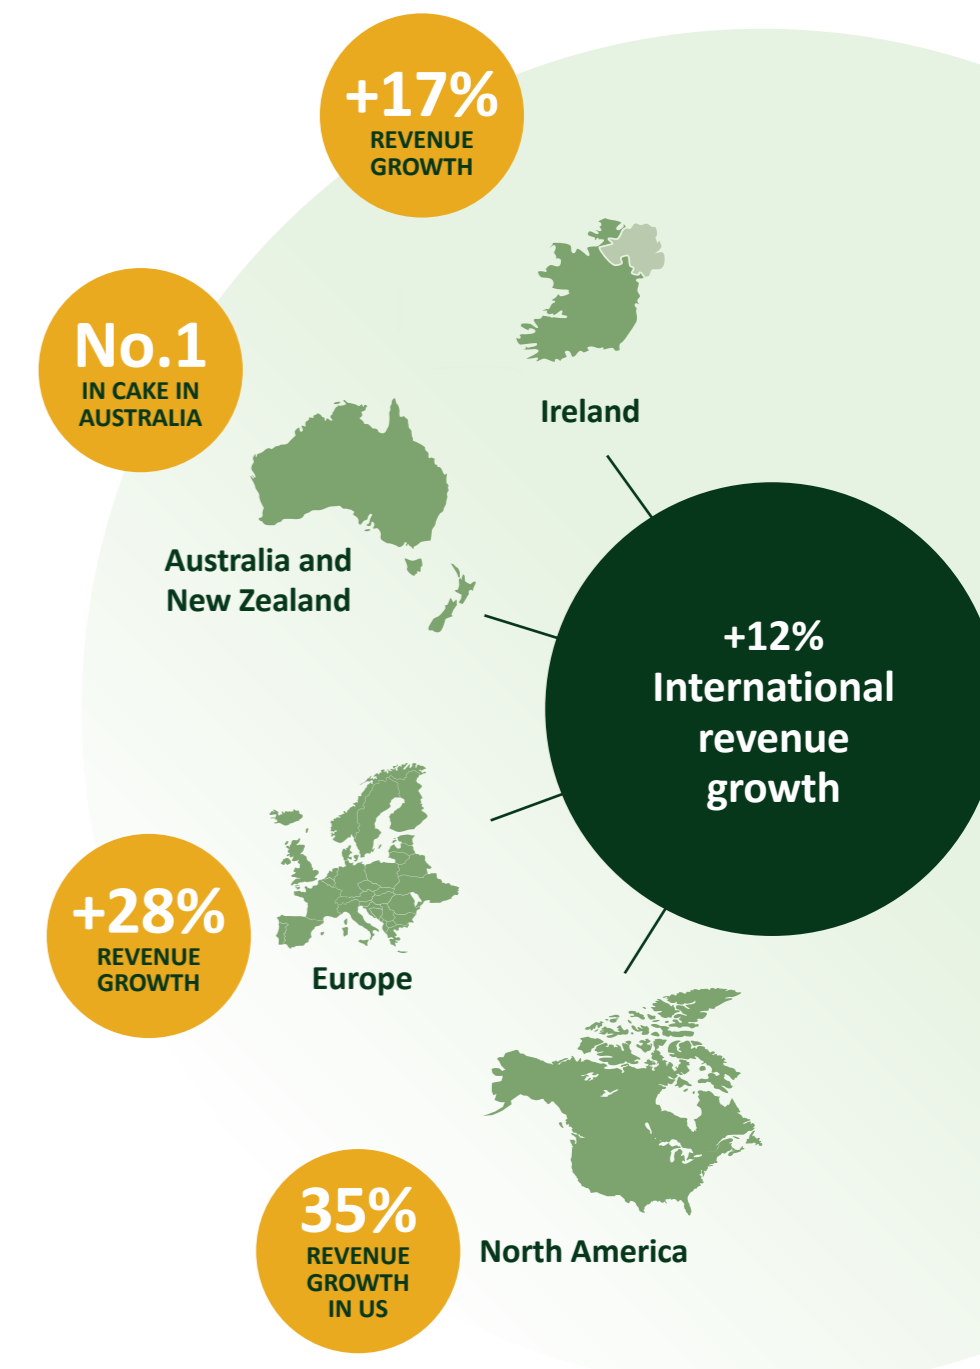 +17%
REVENUE
GROWTH
Ireland
No.1
IN CAKE IN
AUSTRALIA
Australia and
New Zealand
+12%
International
revenue
growth
+28%
REVENUE
GROWTH
Europe
35%
REVENUE
GROWTH
IN US
North America